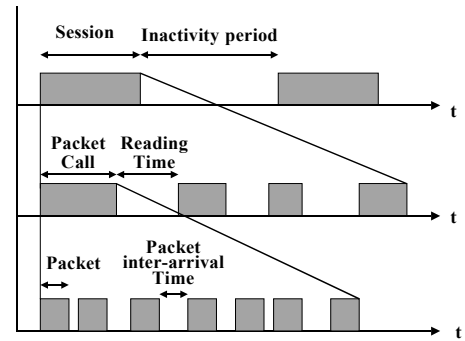 Session
Inactivity period
t
Packet
Call
Reading
Time
t
Packet
Packet
inter-arrival
Time
t